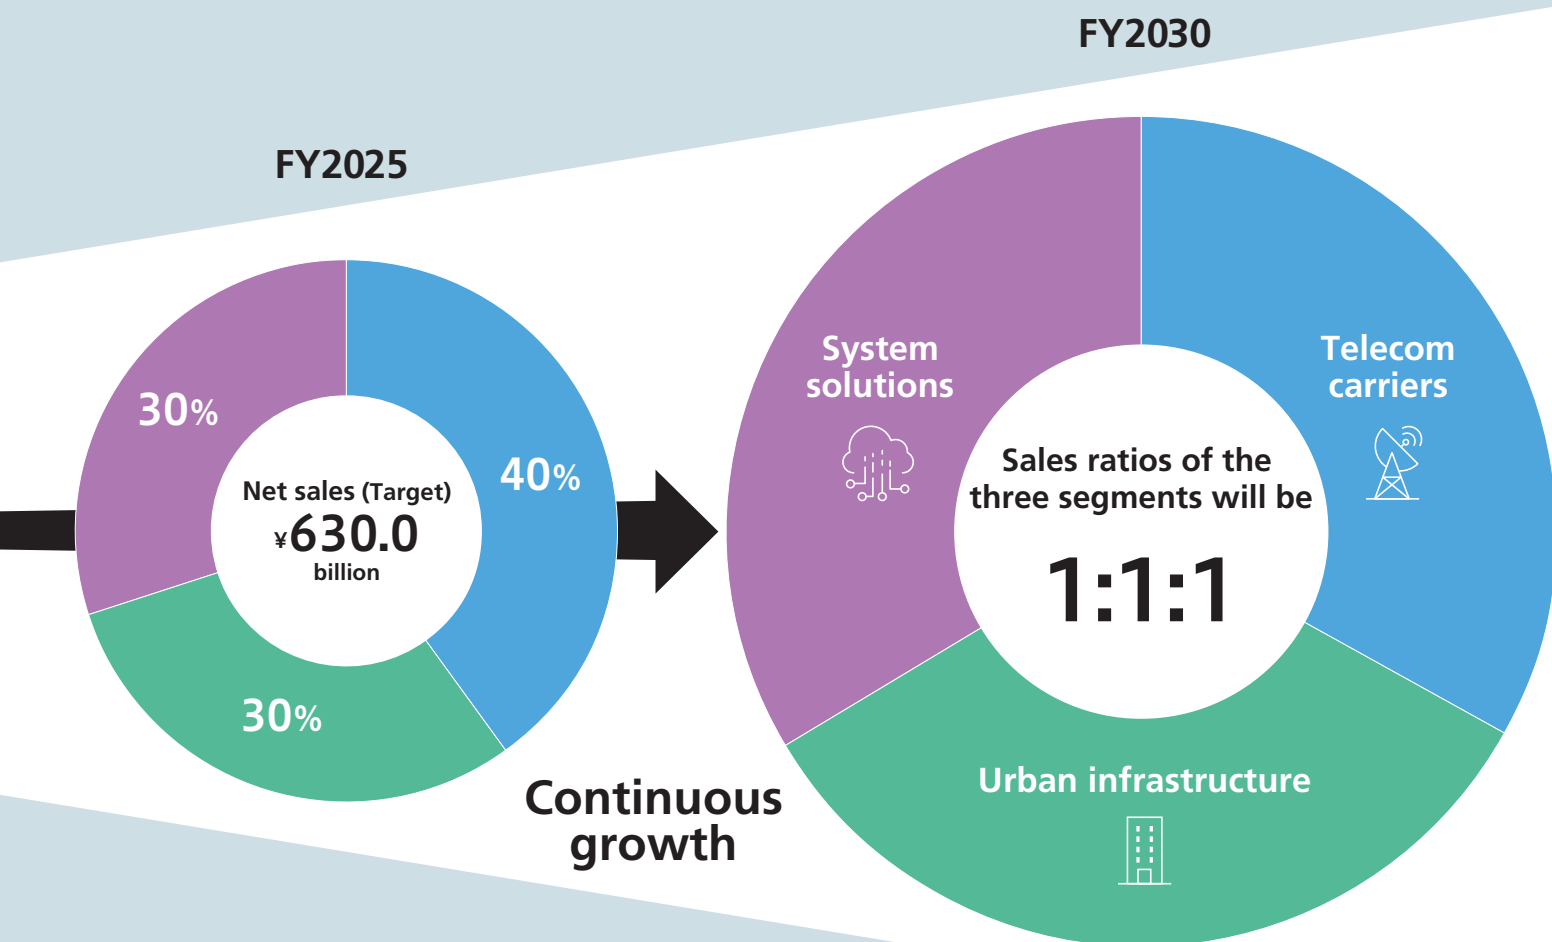 FY2025
30%
40%
30%
Net sales (Target)
¥630.0
billion
Continuous
growth
FY2030
System
solutions
Telecom
carriers
Sales ratios of the
three segments will be
1:1:1
Urban infrastructure